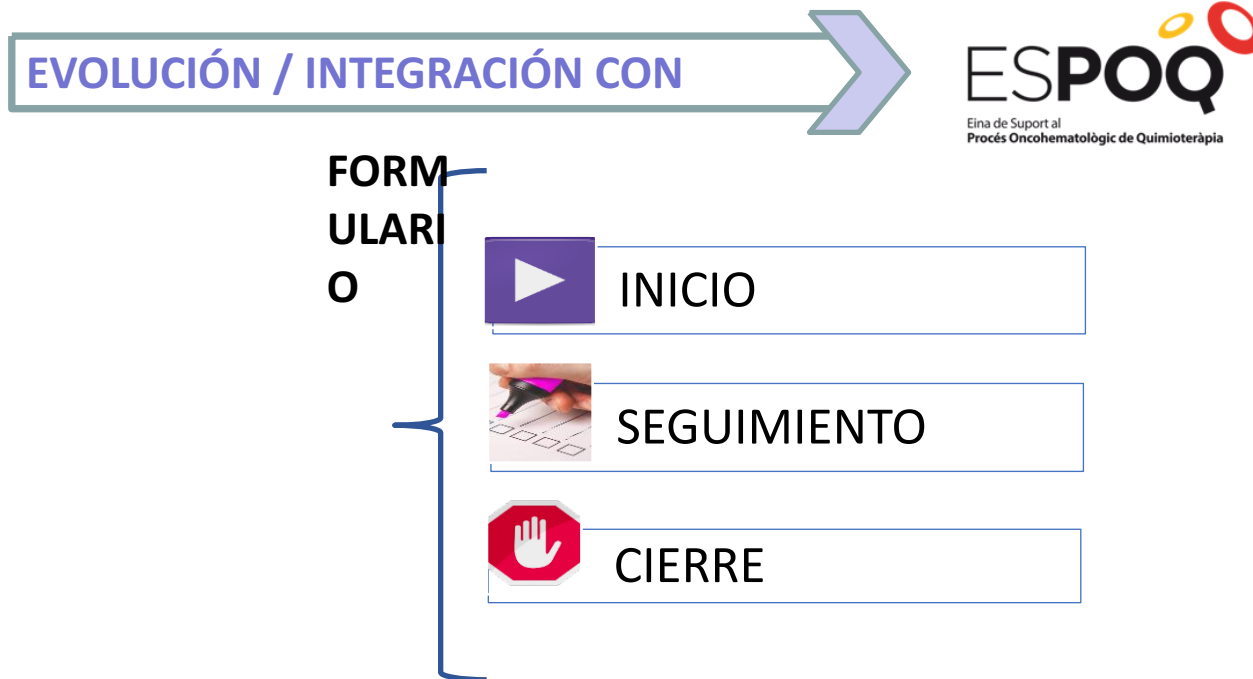 EVOLUCIÓN / INTEGRACIÓN CON
ESPOQ
Eina de Suport al
Procés Oncohematològic de Quimioteràpia
FORM
ULARI
O
INICIO
SEGUIMIENTO
CIERRE